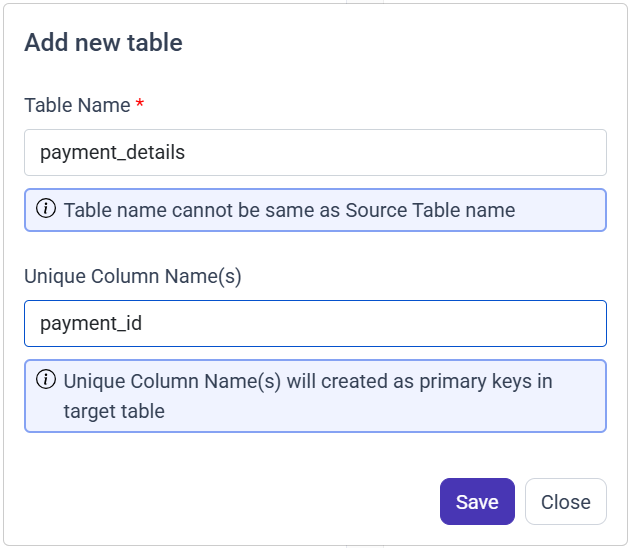 Add new table
Table Name *
payment_details
Table name cannot be same as Source Table name
Unique Column Name(s)
payment_id
Unique Column Name(s) will created as primary keys in
target table
Save Close